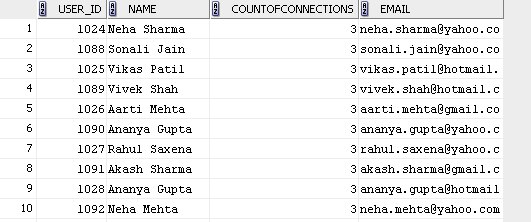 USER_ID NAME COUNTOFCONNECTIONS EMAIL
1 1024 Neha Sharma 3 neha.sharma@yahoo.co
2 1088 Sonali Jain 3 sonali.jain@yahoo.co
3 1025 Vikas Patil 3 vikas.patil@hotmail.
4 1089 Vivek Shah 3 vivek.shah@hotmail.c
5 1026 Aarti Mehta 3 aarti.mehta@gmail.co
6 1090 Ananya Gupta 3 ananya.gupta@yahoo.c
7 1027 Rahul Saxena 3 rahul.saxena@yahoo.c
8 1091 Akash Sharma 3 akash.sharma@gmail.c
9 1028 Ananya Gupta 3 ananya.gupta@hotmail
10 1092 Neha Mehta 3 neha.mehta@yahoo.com